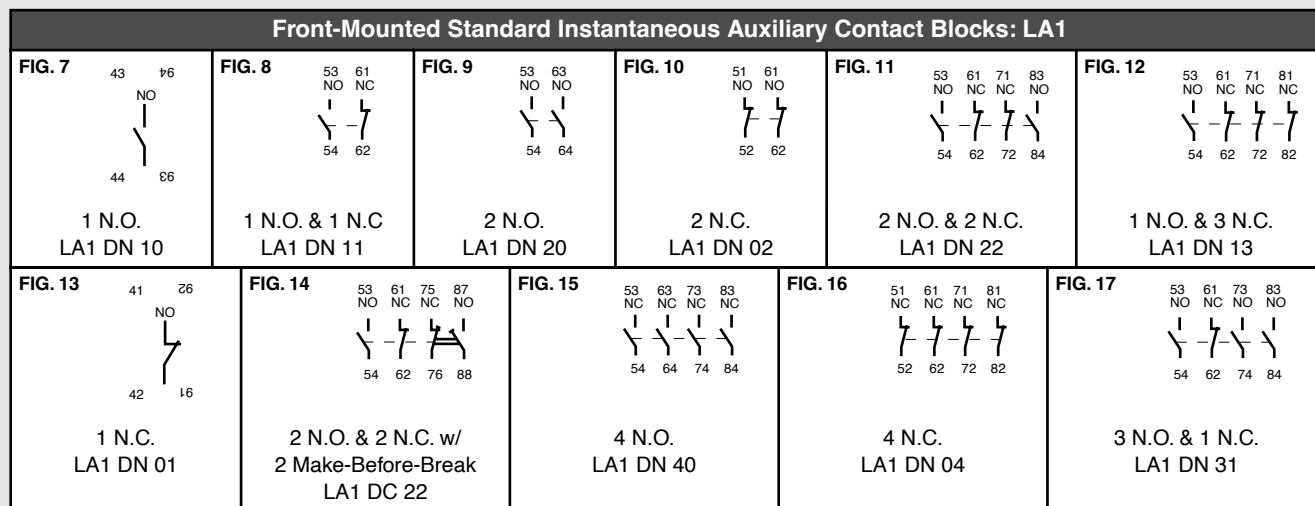 Front-Mounted Standard Instantaneous Auxiliary Contact Blocks: LA1
FIG. 7
43 94
NO
44 93
1 N.O.
LA1 DN 10
FIG. 8
53 61
NO NC
54 62
1 N.O. & 1 N.C
LA1 DN 11
FIG. 9
53 63
NO NO
54 64
2 N.O.
LA1 DN 20
FIG. 10
51 61
NO NO
52 62
2 N.C.
LA1 DN 02
FIG. 11
53 61 71 83
NO NC NC NO
54 62 72 84
2 N.O. & 2 N.C.
LA1 DN 22
FIG. 12
53 61 71 81
NO NC NC NC
54 62 72 82
1 N.O. & 3 N.C.
LA1 DN 13
FIG. 13
41 92
NO
42 91
1 N.C.
LA1 DN 01
FIG. 14
53 61 75 87
NO NC NC NO
54 62 76 88
2 N.O. & 2 N.C. w/
2 Make-Before-Break
LA1 DC 22
FIG. 15
53 63 73 83
NC NC NC NC
54 64 74 84
4 N.O.
LA1 DN 40
FIG. 16
51 61 71 81
NC NC NC NC
52 62 72 82
4 N.C.
LA1 DN 04
FIG. 17
53 61 73 83
NO NC NO NO
54 62 74 84
3 N.O. & 1 N.C.
LA1 DN 31